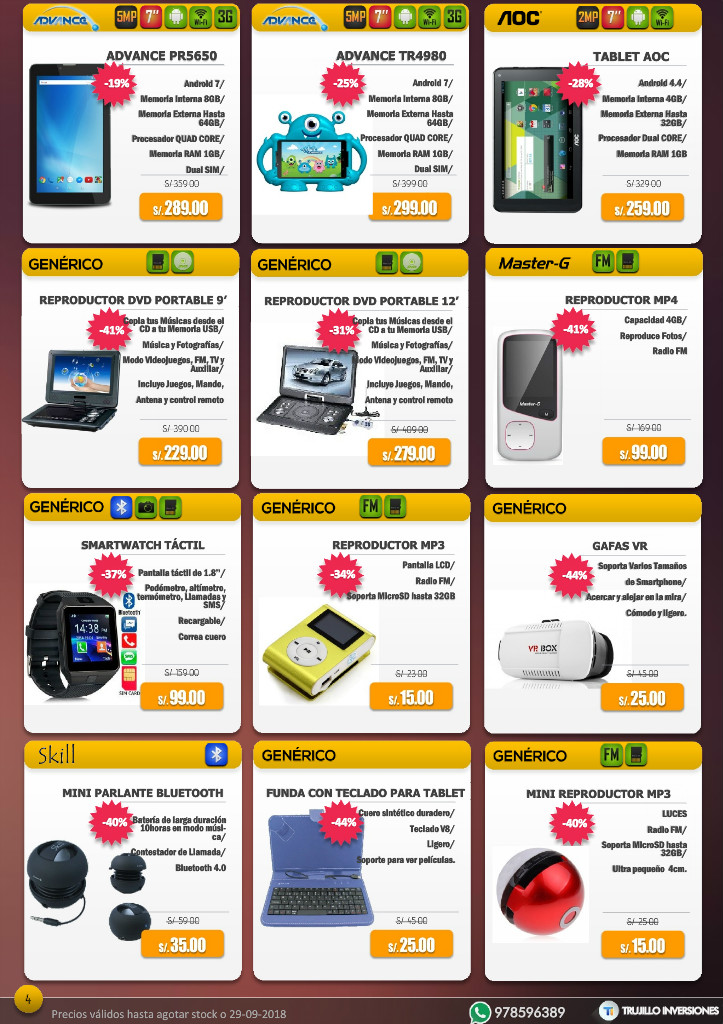 ADVANCE
5MP
7"
Wi-Fi
3G
ADVANCE PR5650
-19%
Android 7/
Memoria Interna 8GB/
Memoria Externa Hasta
64GB/
Procesador QUAD CORE/
Memoria RAM 1GB/
Dual SIM/
S/ 359.00
S/. 289.00
ADVANCE
5MP
7"
Wi-Fi
3G
ADVANCE TR4980
-25%
Android 7/
Memoria Interna 8GB/
Memoria Externa Hasta
64GB/
Procesador QUAD CORE/
Memoria RAM 1GB/
Dual SIM/
S/ 399.00
S/. 299.00
AOC
2MP
7"
Wi-Fi
TABLET AOC
-28%
Android 4.4/
Memoria Interna 4GB/
Memoria Externa Hasta
32GB/
Procesador Dual CORE/
Memoria RAM 1GB
AOC
S/ 329.00
S/. 259.00
GENÉRICO
REPRODUCTOR DVD PORTABLE 9'
-41%
Copia tus Músicas desde el
CD a tu Memoria USB/
Música y Fotografías/
Modo Videojuegos, FM, TV y
Auxiliar/
Incluye Juegos, Mando,
Antena y control remoto
S/ 390.00
S/. 229.00
GENÉRICO
REPRODUCTOR DVD PORTABLE 12'
-31%
Copia tus Músicas desde el
CD a tu Memoria USB/
Música y Fotografías/
Modo Videojuegos, FM, TV y
Auxiliar/
Incluye Juegos, Mando,
Antena y control remoto
S/ 409.00
S/. 279.00
Master-G
FM
REPRODUCTOR MP4
-41%
Capacidad 4GB/
Reproduce Fotos/
Radio FM
Master-G
S/ 169.00
S/. 99.00
GENÉRICO
SMARTWATCH TÁCTIL
-37%
Pantalla táctil de 1.8"/
Podómetro, altímetro,
termómetro, Llamadas y
SMS/
Recargable/
Correa cuero
Bluetooth
SIM CARD
14:38
S/ 159.00
S/. 99.00
GENÉRICO
FM
REPRODUCTOR MP3
-34%
Pantalla LCD/
Radio FM/
Soporta MicroSD hasta 32GB
S/ 23.00
S/. 15.00
GENÉRICO
GAFAS VR
-44%
Soporta Varios Tamaños
de Smartphone/
Acercar y alejar en la mira/
Cómodo y ligero.
VR BOX
S/ 45.00
S/. 25.00
Skill
MINI PARLANTE BLUETOOTH
-40%
Batería de larga duración
10horas en modo músi-
ca/
Contestador de Llamada/
Bluetooth 4.0
S/ 59.00
S/. 35.00
GENÉRICO
FUNDA CON TECLADO PARA TABLET
-44%
Cuero sintético duradero/
Teclado V8/
Ligero/
Soporte para ver películas.
S/ 45.00
S/. 25.00
GENÉRICO
FM
MINI REPRODUCTOR MP3
-40%
LUCES
Radio FM/
Soporta MicroSD hasta
32GB/
Ultra pequeño 4cm.
S/ 25.00
S/. 15.00
4
Precios válidos hasta agotar stock o 29-09-2018
978596389
TRUJILLO INVERSIONES